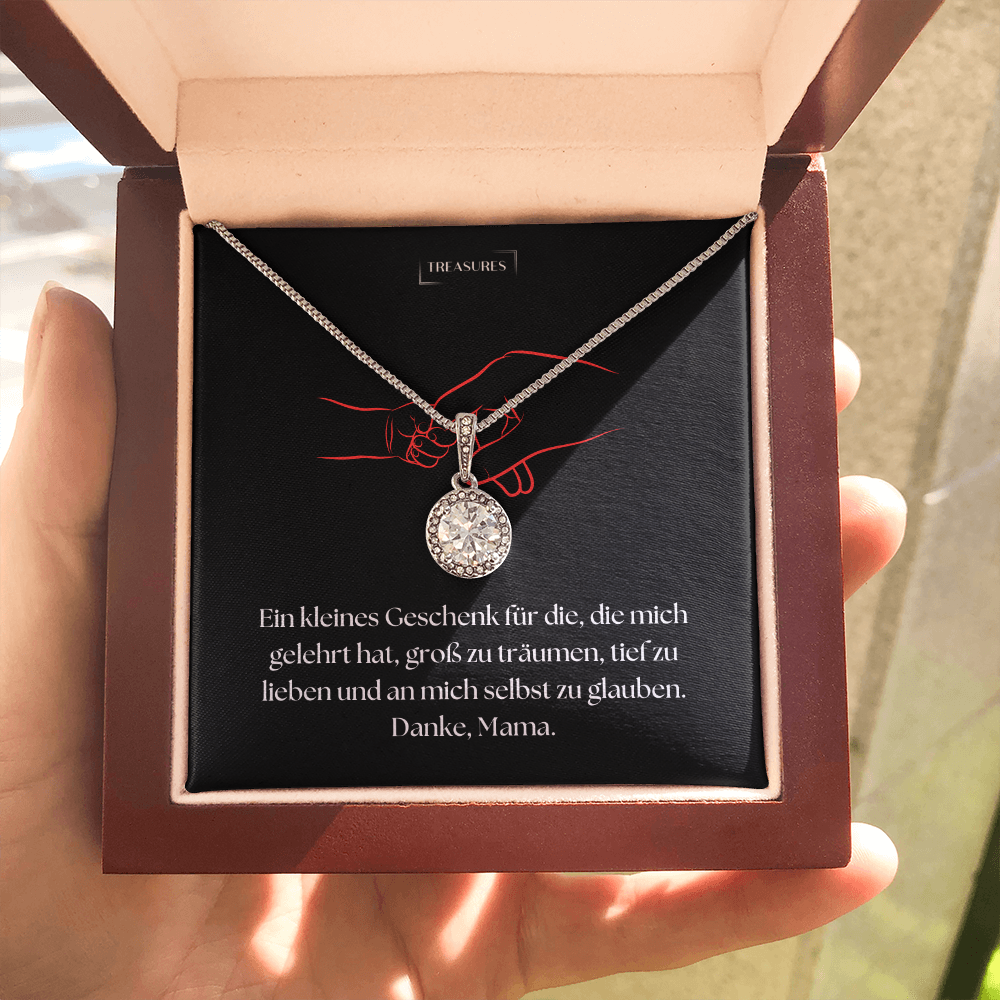 TREASURES
Ein kleines Geschenk für die, die mich
gelehrt hat, groß zu träumen, tief zu
lieben und an mich selbst zu glauben.
Danke, Mama.